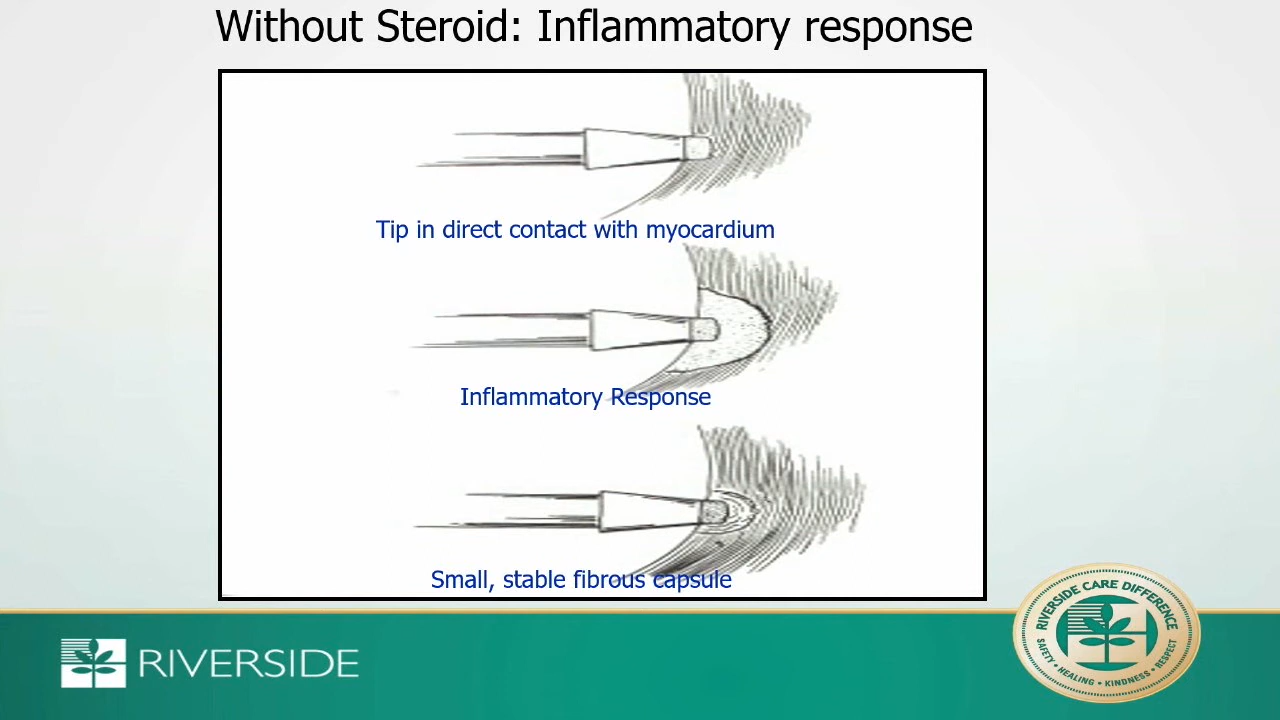 Without Steroid: Inflammatory response
Tip in direct contact with myocardium
Inflammatory Response
Small, stable fibrous capsule
RIVERSIDE
RIVERSIDE CARE DIFFERENCE
SAFETY • HEALING • KINDNESS • RESPECT